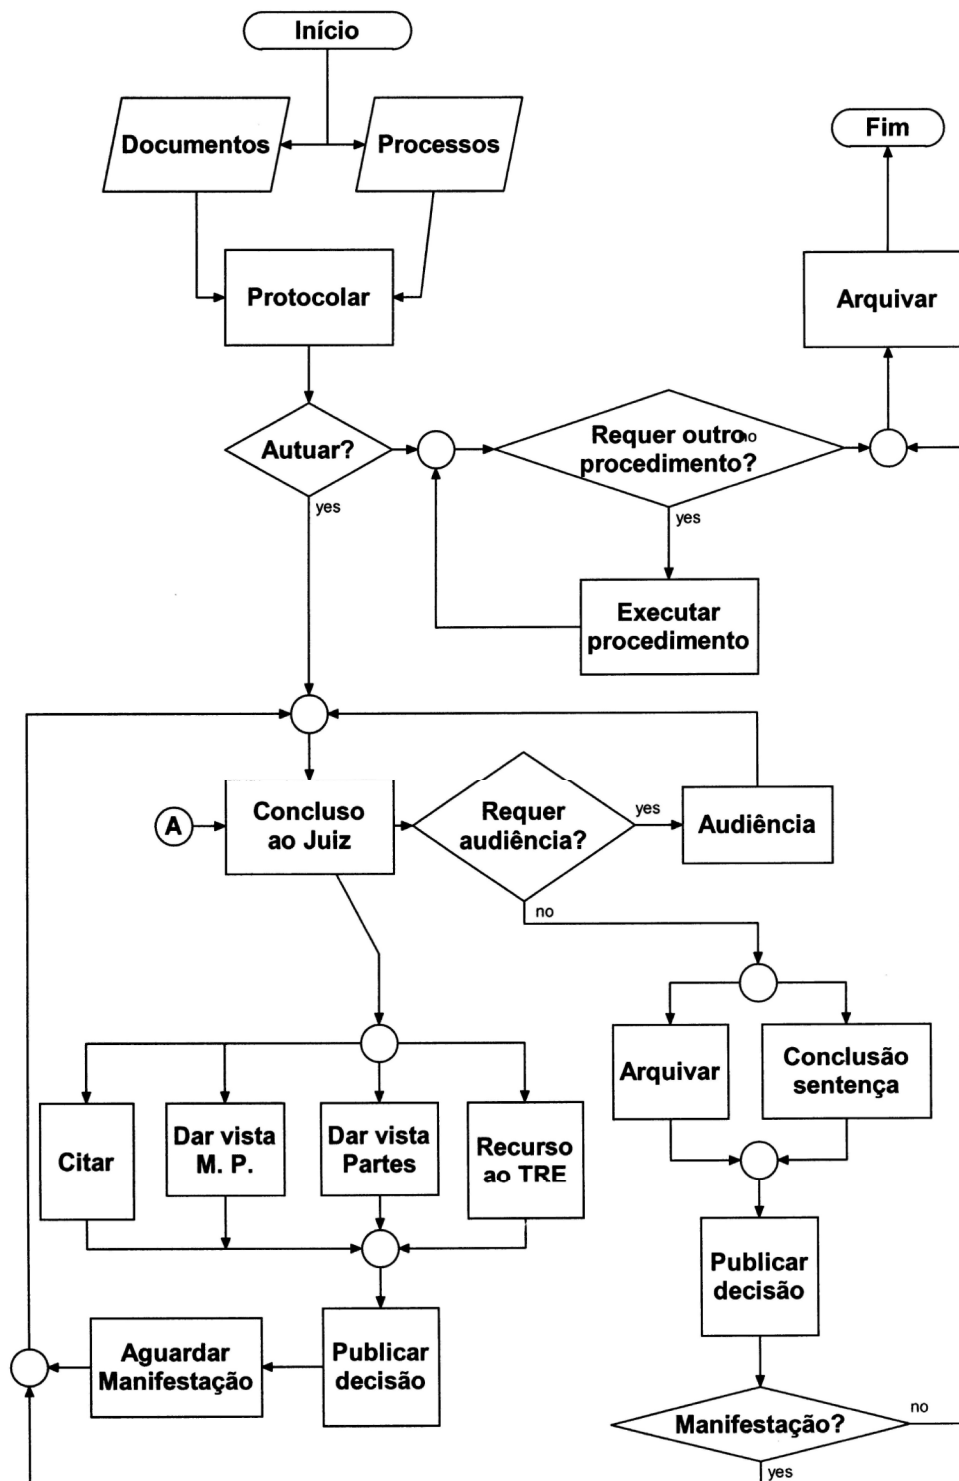 Início
Documentos
Processos
Fim
Protocolar
Arquivar
Autuar?
Requer outro
no
procedimento?
yes
yes
Executar
procedimento
A
Concluso
ao Juiz
Requer
audiência?
yes
Audiência
no
Arquivar
Conclusão
sentença
Citar
Dar vista
M. P.
Dar vista
Partes
Recurso
ao TRE
Publicar
decisão
Aguardar
Manifestação
Publicar
decisão
Manifestação?
no
yes